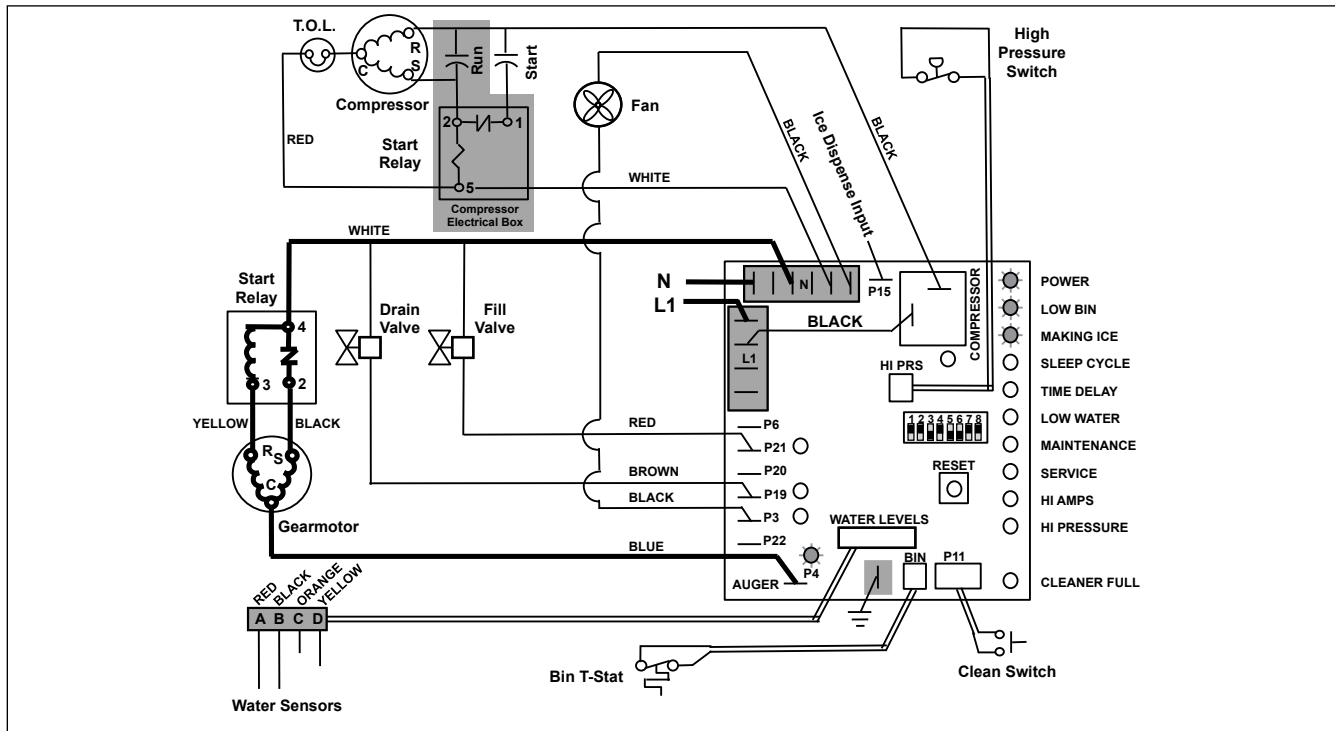 T.O.L.
R
S
C
Compressor
Run
Start
2
1
5
Start
Relay
Compressor
Electrical Box
RED
WHITE
Fan
BLACK
Ice Dispense Input
BLACK
High
Pressure
Switch
WHITE
Start
Relay
4
3
2
YELLOW
BLACK
R
S
C
Gearmotor
Drain
Valve
Fill
Valve
N
L1
N
P15
BLACK
L1
COMPRESSOR
HI PRS
1 2 3 4 5 6 7 8
RESET
RED
BROWN
BLACK
BLUE
P6
P21
P20
P19
P3
P22
P4
AUGER
WATER LEVELS
BIN
P11
POWER
LOW BIN
MAKING ICE
SLEEP CYCLE
TIME DELAY
LOW WATER
MAINTENANCE
SERVICE
HI AMPS
HI PRESSURE
CLEANER FULL
RED
BLACK
ORANGE
YELLOW
A B C D
Water Sensors
Bin T-Stat
Clean Switch